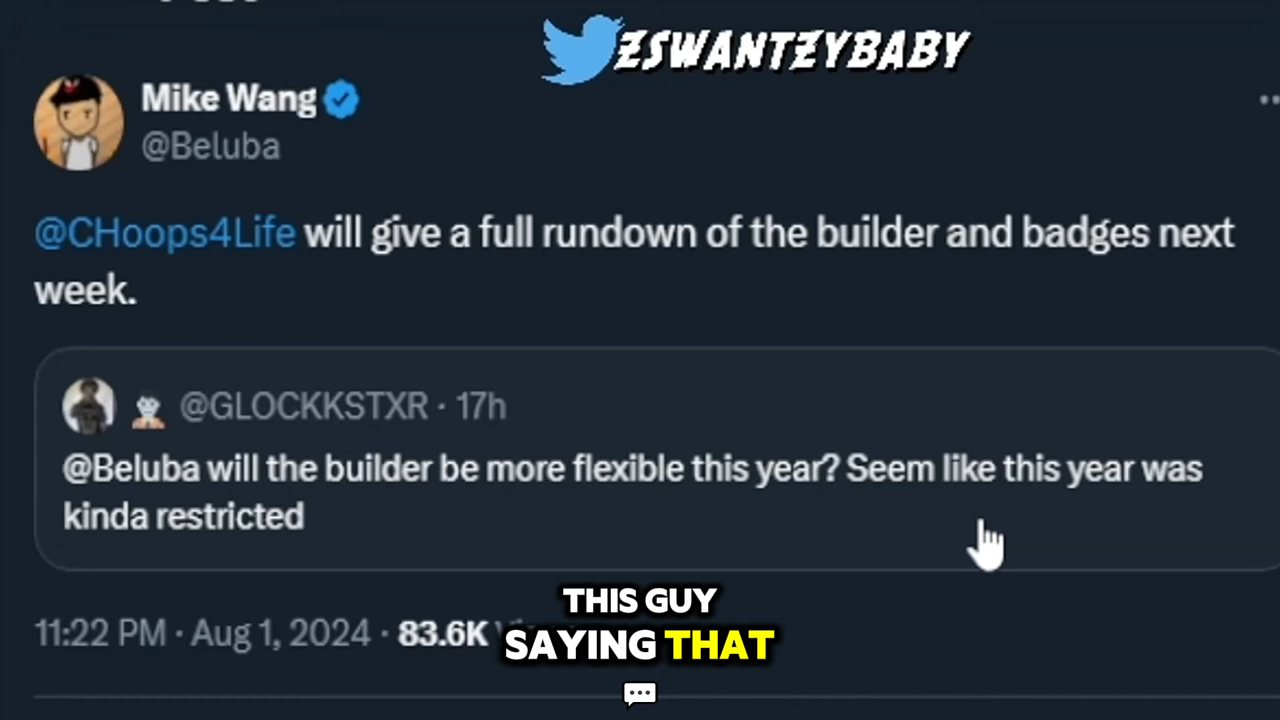 ZSWANTZYBABY
Mike Wang
@Beluba
@CHoops4Life will give a full rundown of the builder and badges next
week.
@GLOCKKSTXR · 17h
@Beluba will the builder be more flexible this year? Seem like this year was
kinda restricted
THIS GUY
11:22 PM · Aug 1, 2024 · 83.6K
SAYING THAT